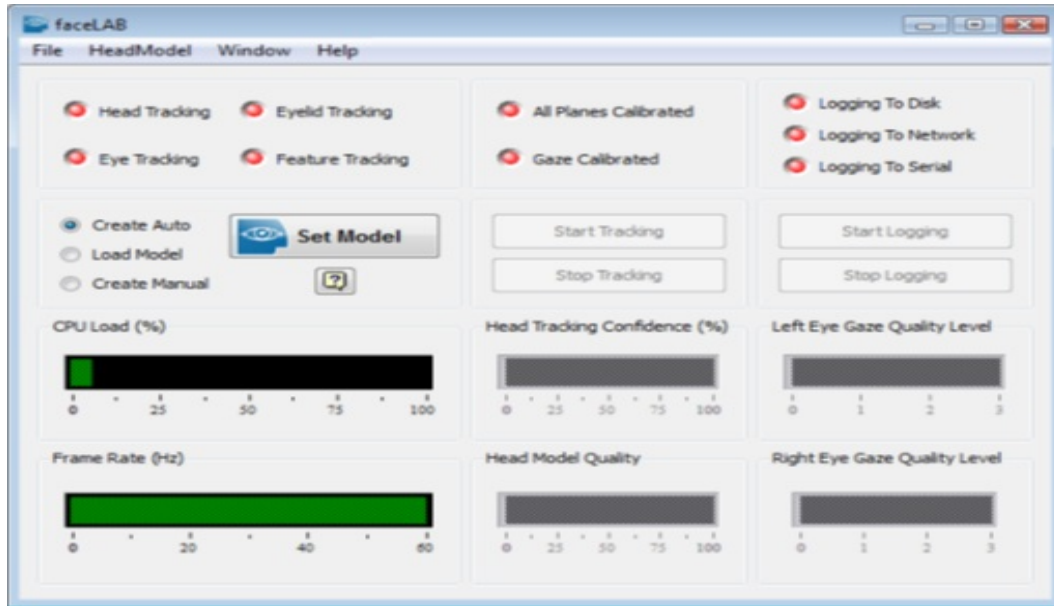 faceLAB
File HeadModel Window Help
Head Tracking Eyelid Tracking
Eye Tracking Feature Tracking
All Planes Calibrated
Gaze Calibrated
Logging To Disk
Logging To Network
Logging To Serial
Create Auto
Load Model
Create Manual
Set Model
?
Start Tracking
Stop Tracking
Start Logging
Stop Logging
CPU Load (%)
0 25 50 75 100
Head Tracking Confidence (%)
0 25 50 75 100
Left Eye Gaze Quality Level
0 1 2 3
Frame Rate (Hz)
0 20 40 60
Head Model Quality
0 25 50 75 100
Right Eye Gaze Quality Level
0 1 2 3